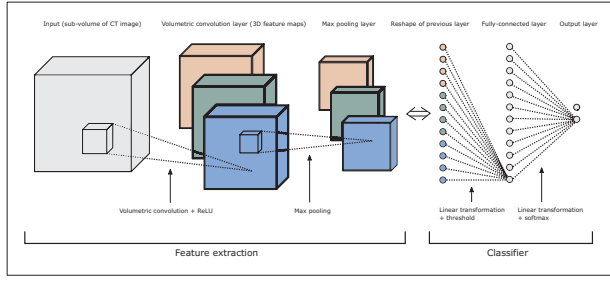 Input (sub-volume of CT image) Volumetric convolution layer (3D feature maps) Max pooling layer Reshape of previous layer Fully-connected layer Output layer
Volumetric convolution + ReLU
Max pooling
Linear transformation
+ threshold
Linear transformation
+ softmax
Feature extraction
Classifier